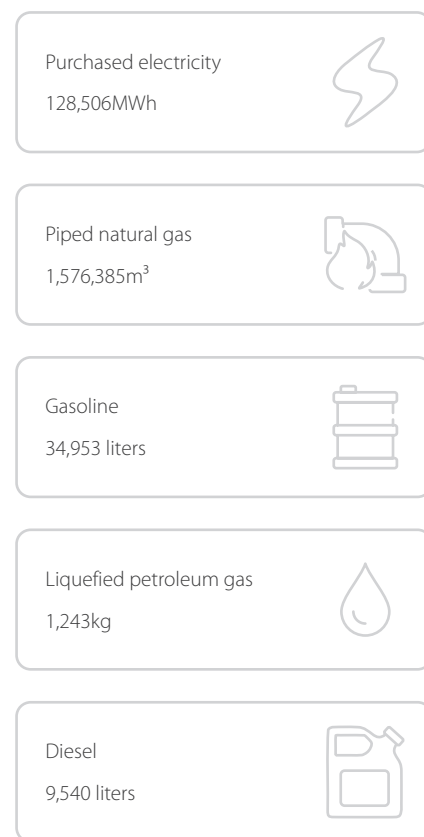 Purchased electricity
128,506MWh
Piped natural gas
1,576,385m³
Gasoline
34,953 liters
Liquefied petroleum gas
1,243kg
Diesel
9,540 liters